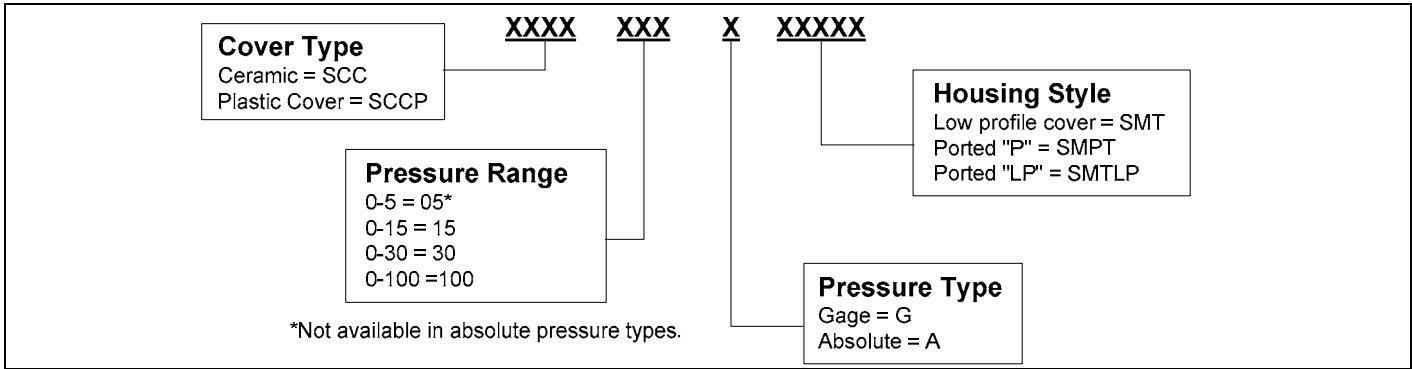 XXXX XXX X XXXXX
Cover Type
Ceramic = SCC
Plastic Cover = SCCP
Housing Style
Low profile cover = SMT
Ported "P" = SMPT
Ported "LP" = SMTLP
Pressure Range
0-5 = 05*
0-15 = 15
0-30 = 30
0-100 =100
Pressure Type
Gage = G
Absolute = A
*Not available in absolute pressure types.